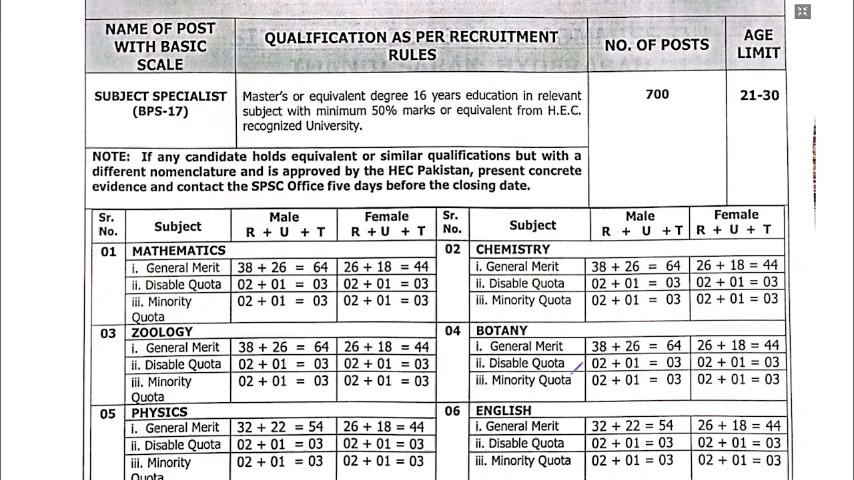 NAME OF POST WITH BASIC SCALE
QUALIFICATION AS PER RECRUITMENT RULES
NO. OF POSTS
AGE LIMIT
SUBJECT SPECIALIST (BPS-17)
Master's or equivalent degree 16 years education in relevant
subject with minimum 50% marks or equivalent from H.E.C.
recognized University.
700
21-30
NOTE: If any candidate holds equivalent or similar qualifications but with a
different nomenclature and is approved by the HEC Pakistan, present concrete
evidence and contact the SPSC Office five days before the closing date.
Sr. No. Subject Male R + U + T Female R + U + T Sr. No. Subject Male R + U + T Female R + U + T
01 MATHEMATICS 02 CHEMISTRY
i. General Merit 38 + 26 = 64 26 + 18 = 44 i. General Merit 38 + 26 = 64 26 + 18 = 44
ii. Disable Quota 02 + 01 = 03 02 + 01 = 03 ii. Disable Quota 02 + 01 = 03 02 + 01 = 03
iii. Minority 02 + 01 = 03 02 + 01 = 03 iii. Minority Quota 02 + 01 = 03 02 + 01 = 03
Quota
03 ZOOLOGY 04 BOTANY
i. General Merit 38 + 26 = 64 26 + 18 = 44 i. General Merit 38 + 26 = 64 26 + 18 = 44
ii. Disable Quota 02 + 01 = 03 02 + 01 = 03 ii. Disable Quota 02 + 01 = 03 02 + 01 = 03
iii. Minority 02 + 01 = 03 02 + 01 = 03 iii. Minority Quota 02 + 01 = 03 02 + 01 = 03
Quota
05 PHYSICS 06 ENGLISH
i. General Merit 32 + 22 = 54 26 + 18 = 44 i. General Merit 32 + 22 = 54 26 + 18 = 44
ii. Disable Quota 02 + 01 = 03 02 + 01 = 03 ii. Disable Quota 02 + 01 = 03 02 + 01 = 03
iii. Minority 02 + 01 = 03 02 + 01 = 03 iii. Minority Quota 02 + 01 = 03 02 + 01 = 03
Quota